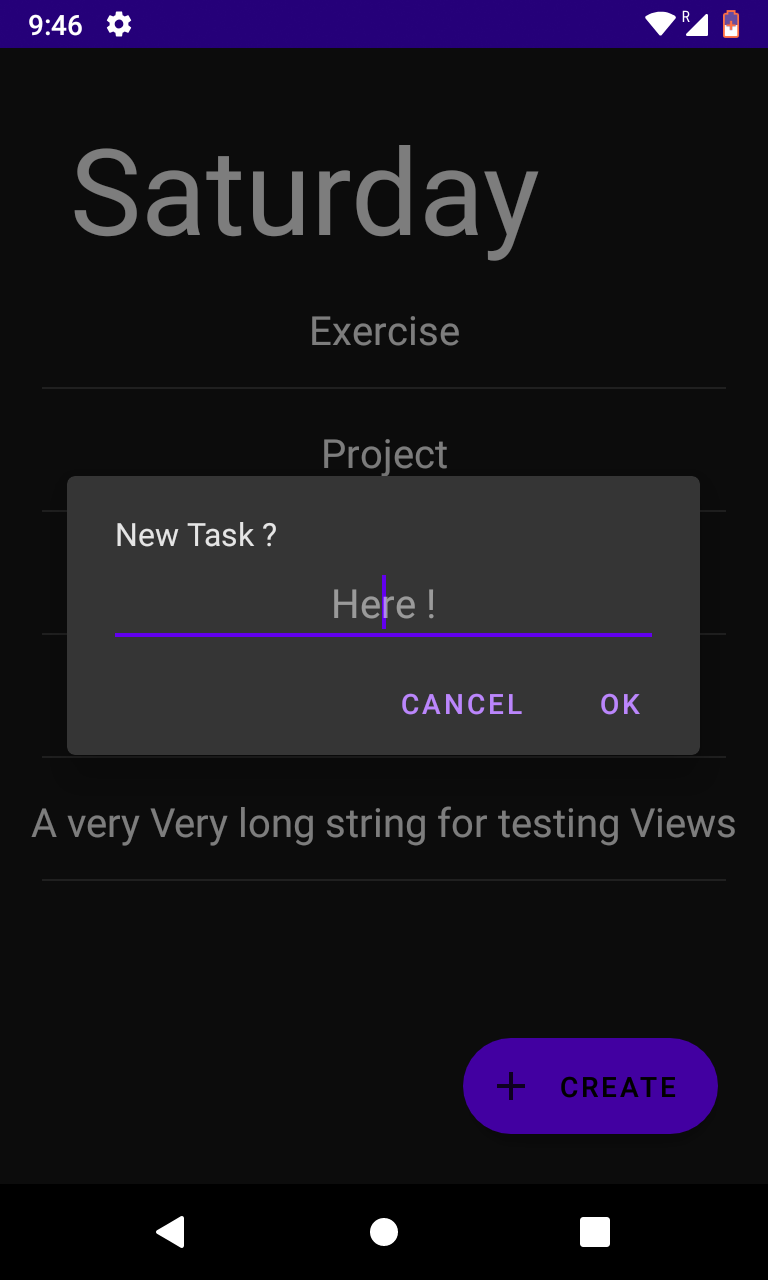 9:46
R
Saturday
Exercise
Project
New Task ?
Here !
CANCEL OK
A very Very long string for testing Views
CREATE